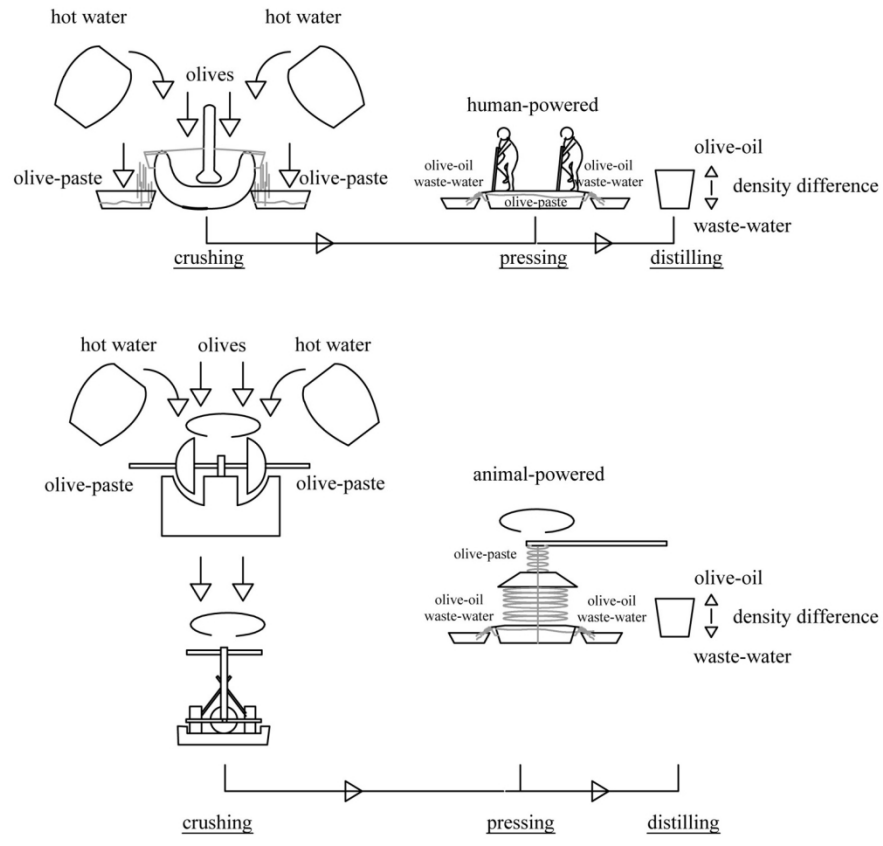 hot water
hot water
olives
human-powered
olive-oil
olive-paste
olive-paste
olive-oil
waste-water
olive-oil
waste-water
density difference
olive-paste
waste-water
crushing
pressing
distilling
hot water
olives
hot water
olive-paste
olive-paste
animal-powered
olive-paste
olive-oil
olive-oil
waste-water
olive-oil
waste-water
density difference
waste-water
crushing
pressing
distilling